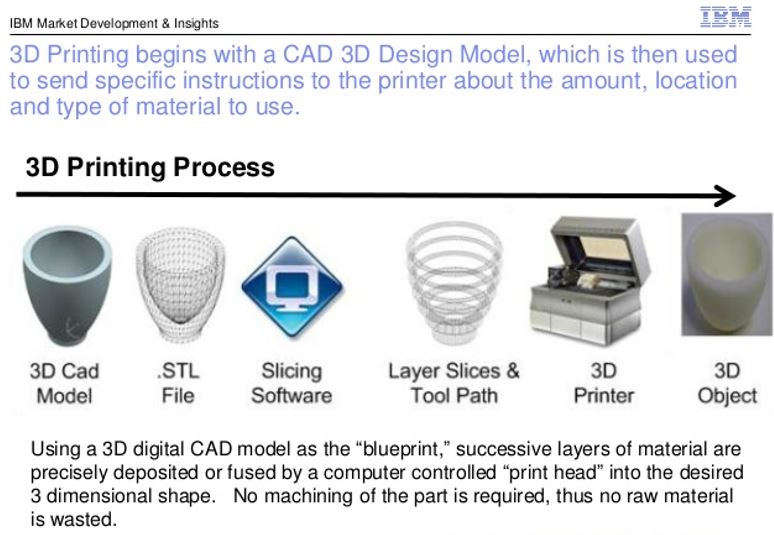 IBM Market Development & Insights
IBM
3D Printing begins with a CAD 3D Design Model, which is then used
to send specific instructions to the printer about the amount, location
and type of material to use.
3D Printing Process
3D Cad
Model
.STL
File
Slicing
Software
Layer Slices &
Tool Path
3D
Printer
3D
Object
Using a 3D digital CAD model as the “blueprint,” successive layers of material are
precisely deposited or fused by a computer controlled “print head” into the desired
3 dimensional shape.   No machining of the part is required, thus no raw material
is wasted.